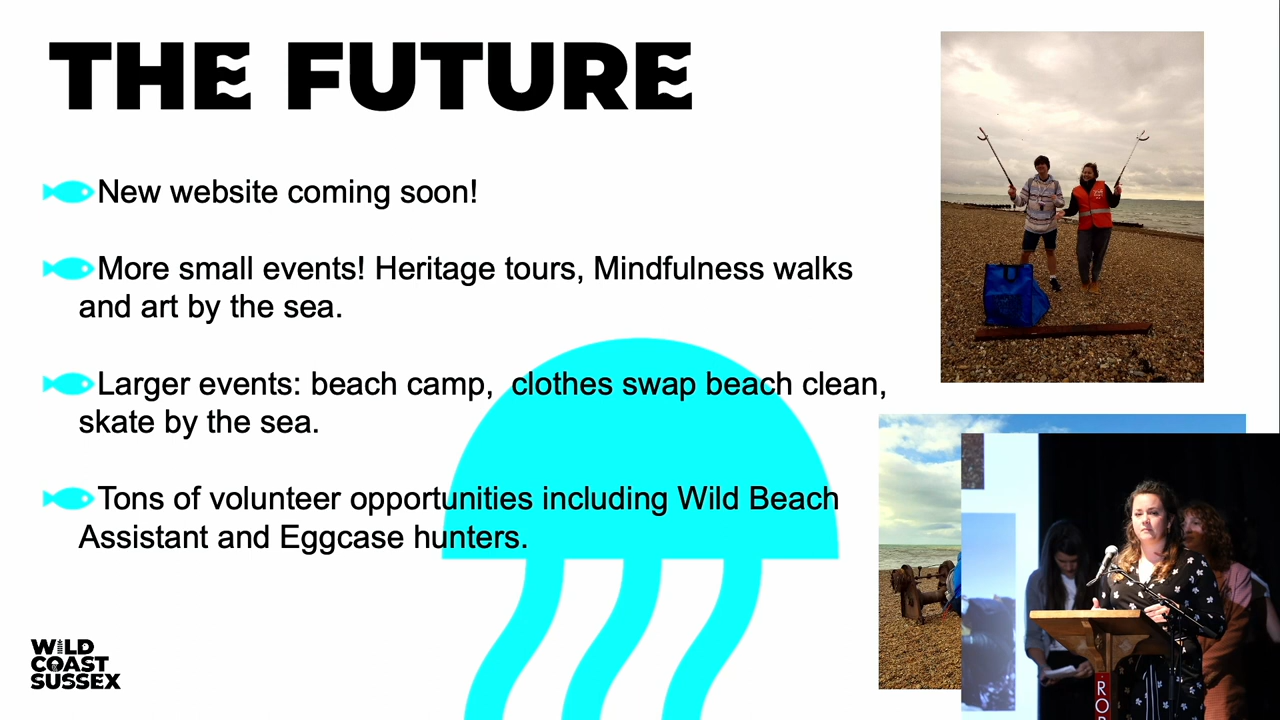 THE FUTURE
New website coming soon!
More small events! Heritage tours, Mindfulness walks
and art by the sea.
Larger events: beach camp,  clothes swap beach clean,
skate by the sea.
Tons of volunteer opportunities including Wild Beach
Assistant and Eggcase hunters.
WILD
COAST
SUSSEX